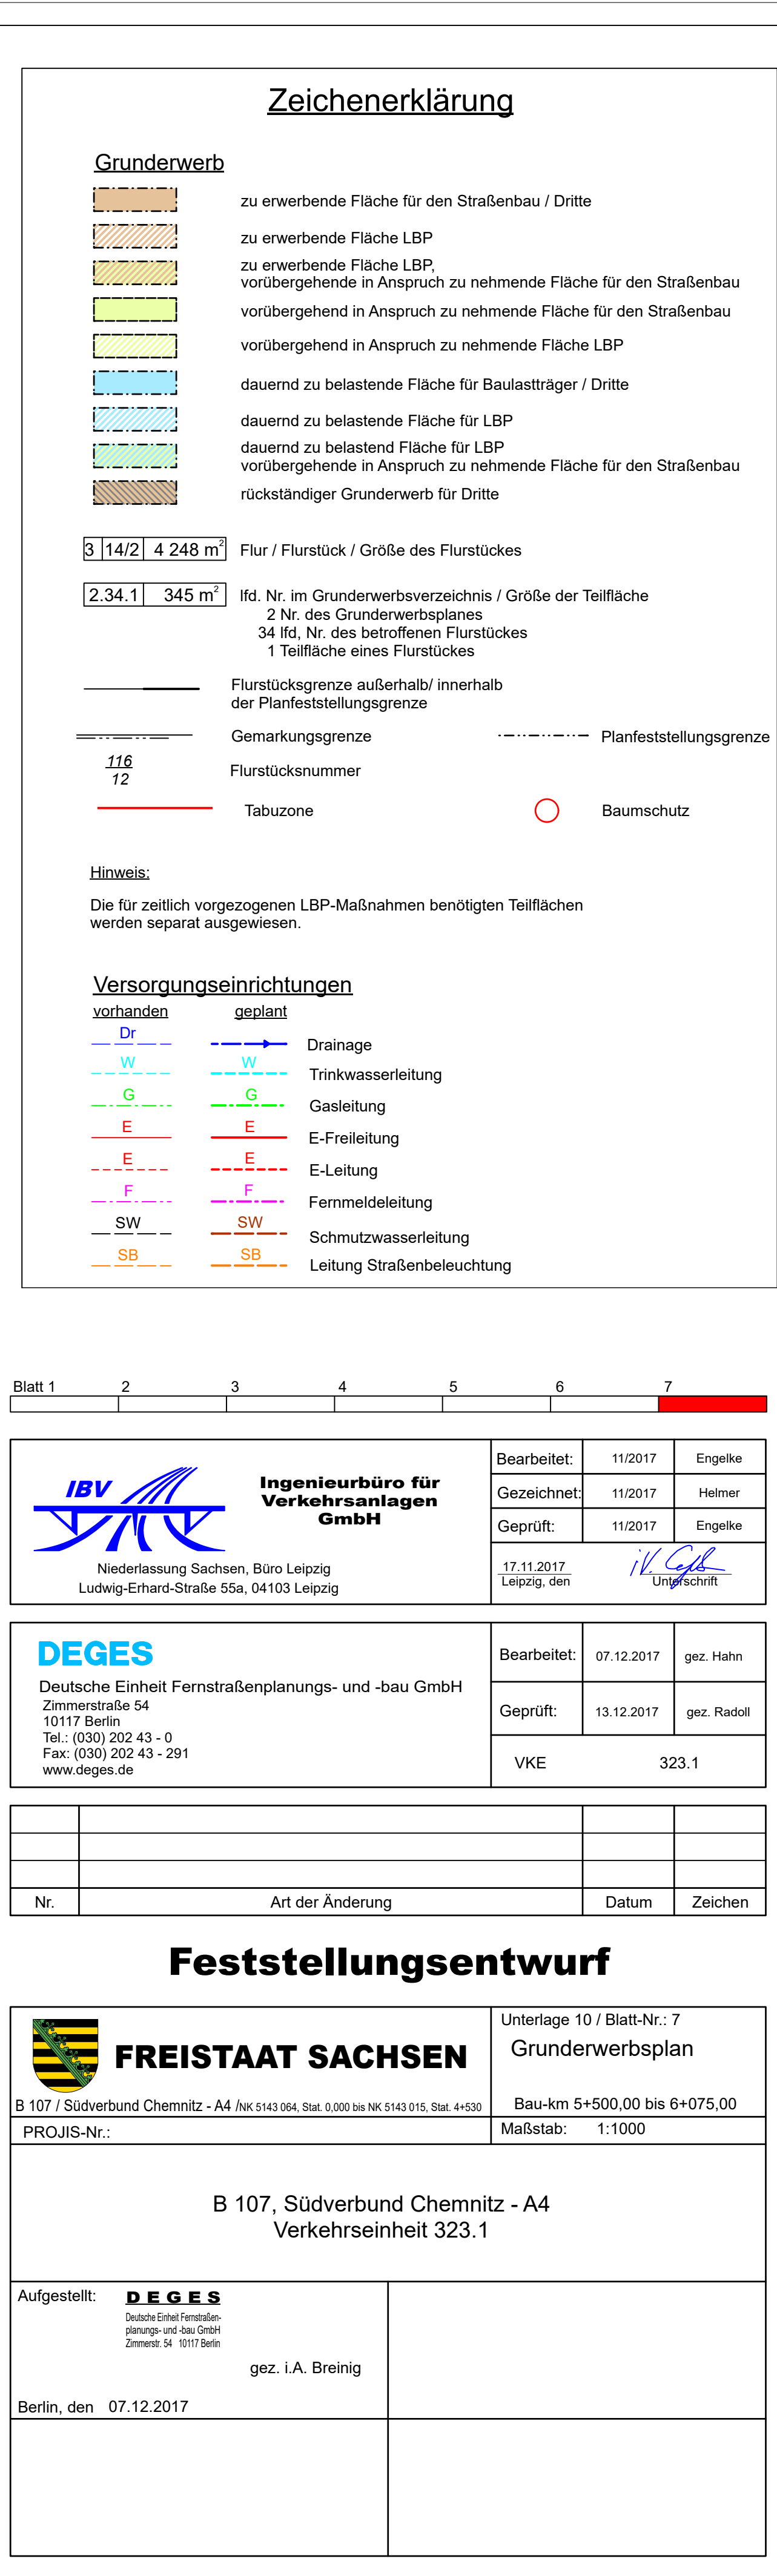 Zeichenerklärung
Grunderwerb
zu erwerbende Fläche für den Straßenbau / Dritte
zu erwerbende Fläche LBP
zu erwerbende Fläche LBP,
vorübergehende in Anspruch zu nehmende Fläche für den Straßenbau
vorübergehend in Anspruch zu nehmende Fläche für den Straßenbau
vorübergehend in Anspruch zu nehmende Fläche LBP
dauernd zu belastende Fläche für Baulastträger / Dritte
dauernd zu belastende Fläche für LBP
dauernd zu belastend Fläche für LBP
vorübergehende in Anspruch zu nehmende Fläche für den Straßenbau
rückständiger Grunderwerb für Dritte
3 14/2 4 248 m² Flur / Flurstück / Größe des Flurstückes
2.34.1 345 m² lfd. Nr. im Grunderwerbsverzeichnis / Größe der Teilfläche
2 Nr. des Grunderwerbsplanes
34 lfd, Nr. des betroffenen Flurstückes
1 Teilfläche eines Flurstückes
Flurstücksgrenze außerhalb/ innerhalb
der Planfeststellungsgrenze
Gemarkungsgrenze Planfeststellungsgrenze
116
12
Flurstücksnummer
Tabuzone Baumschutz
Hinweis:
Die für zeitlich vorgezogenen LBP-Maßnahmen benötigten Teilflächen
werden separat ausgewiesen.
Versorgungseinrichtungen
vorhanden geplant
Dr Drainage
W W Trinkwasserleitung
G G Gasleitung
E E E-Freileitung
E E E-Leitung
F F Fernmeldeleitung
SW SW Schmutzwasserleitung
SB SB Leitung Straßenbeleuchtung
Blatt 1 2 3 4 5 6 7
IBV
Ingenieurbüro für
Verkehrsanlagen
GmbH
Niederlassung Sachsen, Büro Leipzig
Ludwig-Erhard-Straße 55a, 04103 Leipzig
Bearbeitet: 11/2017 Engelke
Gezeichnet: 11/2017 Helmer
Geprüft: 11/2017 Engelke
17.11.2017
Leipzig, den Unterschrift
DEGES
Deutsche Einheit Fernstraßenplanungs- und -bau GmbH
Zimmerstraße 54
10117 Berlin
Tel.: (030) 202 43 - 0
Fax: (030) 202 43 - 291
www.deges.de
Bearbeitet: 07.12.2017 gez. Hahn
Geprüft: 13.12.2017 gez. Radoll
VKE 323.1
Nr. Art der Änderung Datum Zeichen
Feststellungsentwurf
FREISTAAT SACHSEN
B 107 / Südverbund Chemnitz - A4 /NK 5143 064, Stat. 0,000 bis NK 5143 015, Stat. 4+530
Unterlage 10 / Blatt-Nr.: 7
Grunderwerbsplan
Bau-km 5+500,00 bis 6+075,00
PROJIS-Nr.:
Maßstab: 1:1000
B 107, Südverbund Chemnitz - A4
Verkehrseinheit 323.1
Aufgestellt:
DEGES
Deutsche Einheit Fernstraßen-
planungs- und -bau GmbH
Zimmerstr. 54 10117 Berlin
gez. i.A. Breinig
Berlin, den 07.12.2017